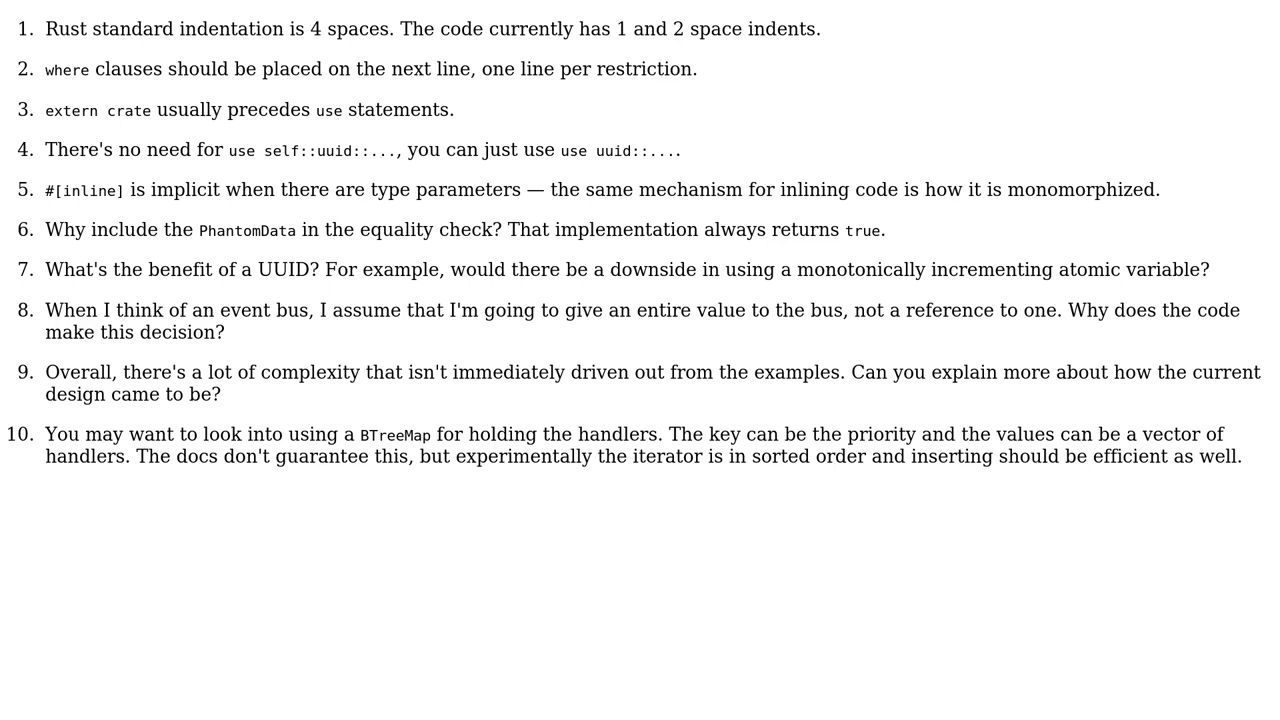 1. Rust standard indentation is 4 spaces. The code currently has 1 and 2 space indents.
2. where clauses should be placed on the next line, one line per restriction.
3. extern crate usually precedes use statements.
4. There's no need for use self::uuid::..., you can just use use uuid::....
5. #[inline] is implicit when there are type parameters — the same mechanism for inlining code is how it is monomorphized.
6. Why include the PhantomData in the equality check? That implementation always returns true.
7. What's the benefit of a UUID? For example, would there be a downside in using a monotonically incrementing atomic variable?
8. When I think of an event bus, I assume that I'm going to give an entire value to the bus, not a reference to one. Why does the code
make this decision?
9. Overall, there's a lot of complexity that isn't immediately driven out from the examples. Can you explain more about how the current
design came to be?
10. You may want to look into using a BTreeMap for holding the handlers. The key can be the priority and the values can be a vector of
handlers. The docs don't guarantee this, but experimentally the iterator is in sorted order and inserting should be efficient as well.